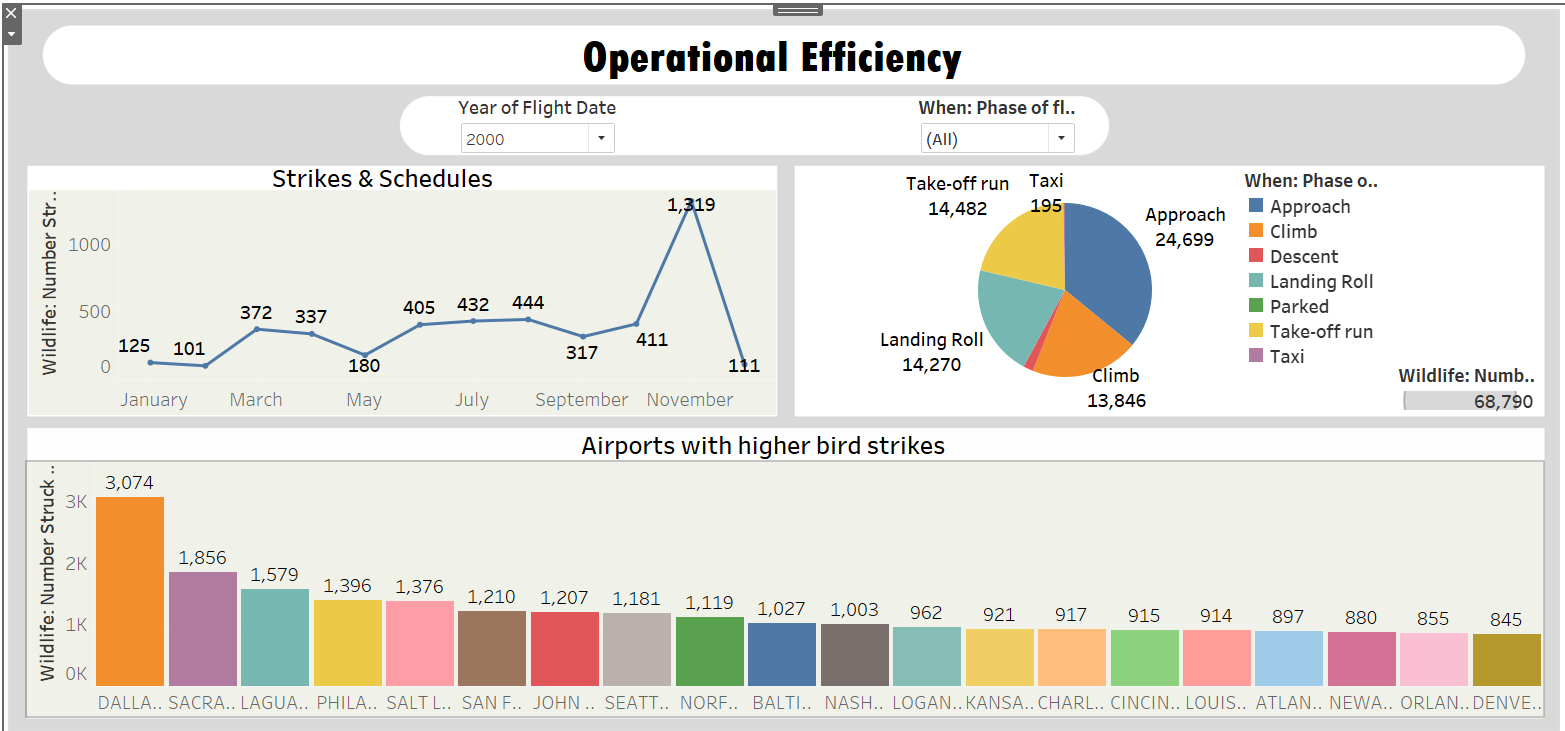 Operational Efficiency
Year of Flight Date
When: Phase of fl..
2000
(All)
Strikes & Schedules
Wildlife: Number Str..
1000
500
0
125
101
372
337
180
405
432
444
317
411
1,319
111
January
March
May
July
September
November
Take-off run
14,482
Taxi
195
Approach
24,699
Landing Roll
14,270
Climb
13,846
When: Phase o..
Approach
Climb
Descent
Landing Roll
Parked
Take-off run
Taxi
Wildlife: Numb..
68,790
Airports with higher bird strikes
Wildlife: Number Struck ..
3K
2K
1K
0K
3,074
1,856
1,579
1,396
1,376
1,210
1,207
1,181
1,119
1,027
1,003
962
921
917
915
914
897
880
855
845
DALLA..
SACRA..
LAGUA..
PHILA..
SALT L..
SAN F..
JOHN ..
SEATT..
NORF..
BALTI..
NASH..
LOGAN..
KANSA..
CHARL..
CINCIN..
LOUIS..
ATLAN..
NEWA..
ORLAN..
DENVE..